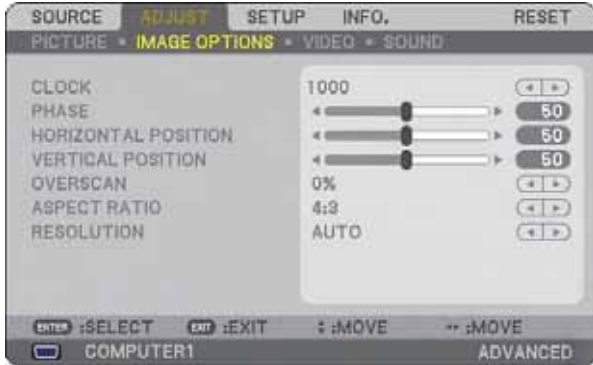 SOURCE ADJUST SETUP INFO. RESET
PICTURE • IMAGE OPTIONS • VIDEO • SOUND
CLOCK 1000
PHASE 50
HORIZONTAL POSITION 50
VERTICAL POSITION 50
OVERSCAN 0%
ASPECT RATIO 4:3
RESOLUTION AUTO
ENTER :SELECT EXIT :EXIT :MOVE :MOVE
COMPUTER1 ADVANCED